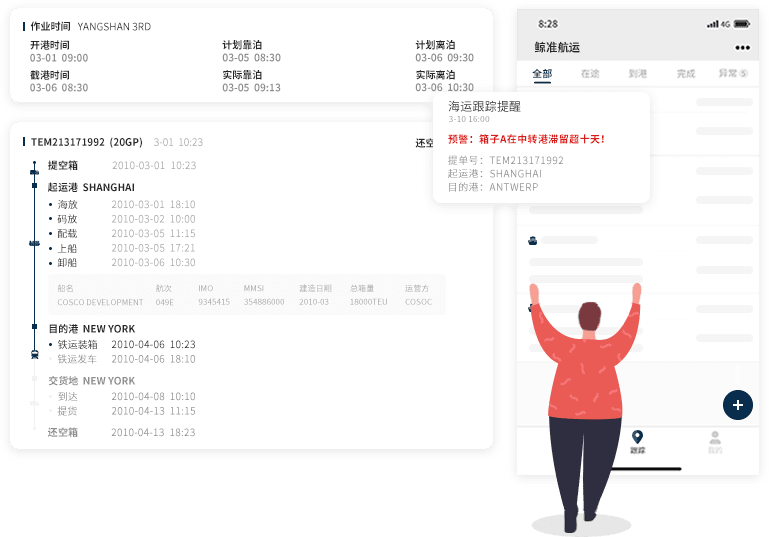 作业时间 YANGSHAN 3RD
开港时间 计划靠泊 计划离泊
03-01 09:00 03-05 08:30 03-06 09:30
截港时间 实际靠泊 实际离泊
03-06 08:30 03-05 09:13 03-06 10:30
TEM213171992 (20GP) 3-01 10:23 还空
提空箱 2010-03-01 10:23
起运港 SHANGHAI
海放 2010-03-01 18:10
码放 2010-03-02 10:00
配载 2010-03-05 11:15
上船 2010-03-05 17:21
卸船 2010-03-06 10:30
船名 航次 IMO MMSI 建造日期 总箱量 运营方
COSCO DEVELOPMENT 049E 9345415 354886000 2010-03 18000TEU COSOC
目的港 NEW YORK
铁运装箱 2010-04-06 10:23
铁运发车 2010-04-06 18:10
交货地 NEW YORK
到达 2010-04-08 10:10
提货 2010-04-13 11:15
还空箱 2010-04-13 18:23
8:28 4G
鲸准航运
全部 在途 到港 完成 异常 5
海运跟踪提醒
3-10 16:00
预警：箱子A在中转港滞留超十天！
提单号：TEM213171992
起运港：SHANGHAI
目的港：ANTWERP
跟踪 我的